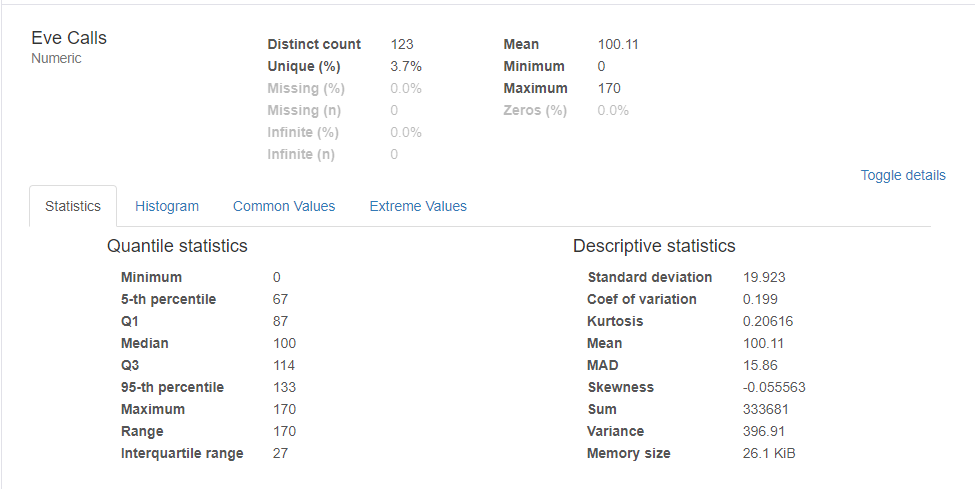 Eve Calls
Numeric
Distinct count 123
Unique (%) 3.7%
Missing (%) 0.0%
Missing (n) 0
Infinite (%) 0.0%
Infinite (n) 0
Mean 100.11
Minimum 0
Maximum 170
Zeros (%) 0.0%
Toggle details
Statistics Histogram Common Values Extreme Values
Quantile statistics
Minimum 0
5-th percentile 67
Q1 87
Median 100
Q3 114
95-th percentile 133
Maximum 170
Range 170
Interquartile range 27
Descriptive statistics
Standard deviation 19.923
Coef of variation 0.199
Kurtosis 0.20616
Mean 100.11
MAD 15.86
Skewness -0.055563
Sum 333681
Variance 396.91
Memory size 26.1 KiB